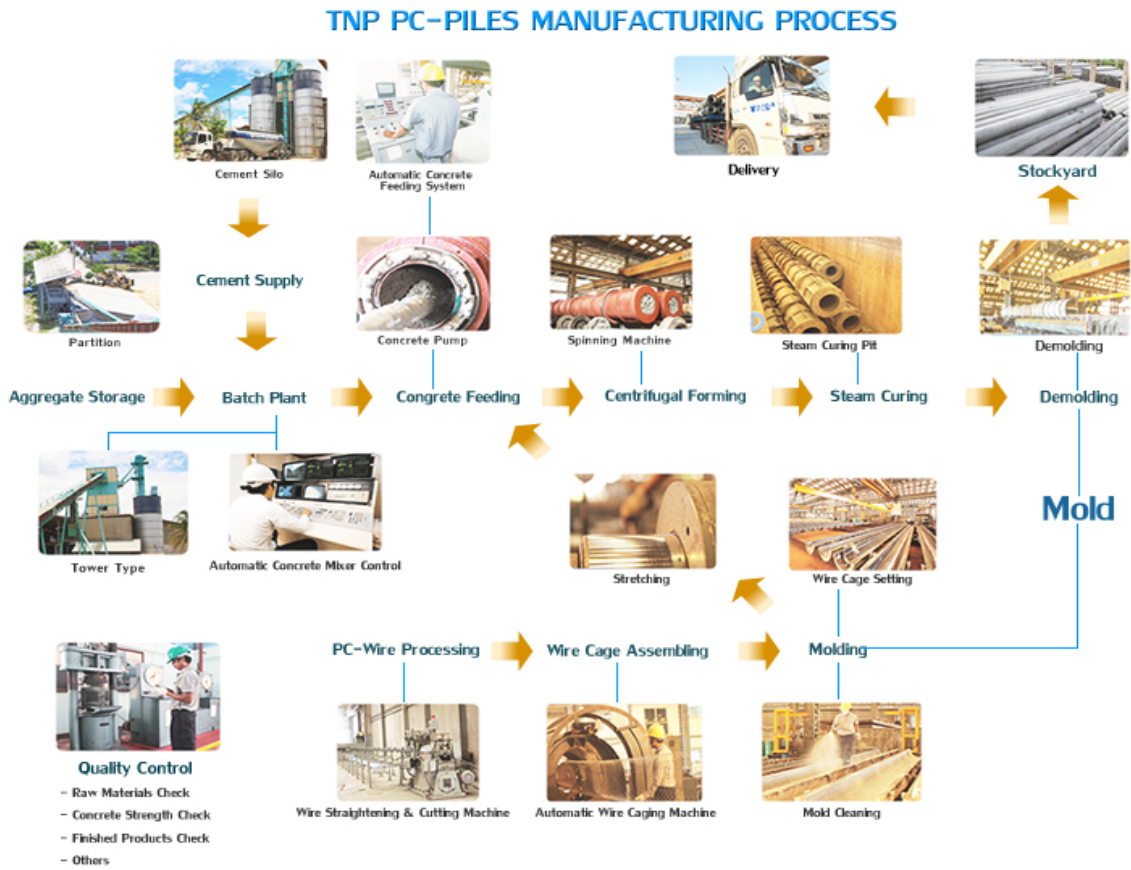 TNP PC-PILES MANUFACTURING PROCESS
Cement Silo
Automatic Concrete
Feeding System
Delivery
Stockyard
Partition
Cement Supply
Concrete Pump
Spinning Machine
Steam Curing Pit
Demolding
Aggregate Storage
Batch Plant
Congrete Feeding
Centrifugal Forming
Steam Curing
Demolding
Tower Type
Automatic Concrete Mixer Control
Stretching
Wire Cage Setting
Mold
PC-Wire Processing
Wire Cage Assembling
Molding
Quality Control
- Raw Materials Check
- Concrete Strength Check
- Finished Products Check
- Others
Wire Straightening & Cutting Machine
Automatic Wire Caging Machine
Mold Cleaning